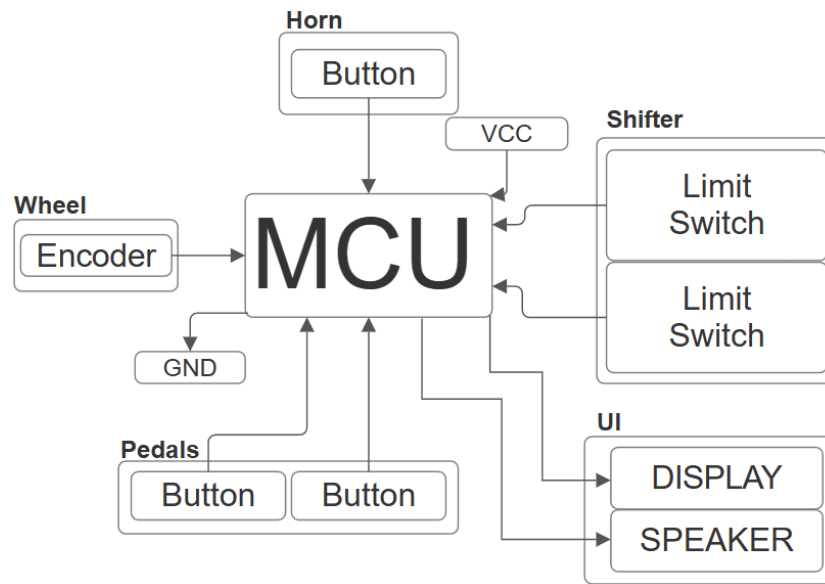 Horn
Button
VCC
Shifter
Limit
Switch
Limit
Switch
Wheel
Encoder
MCU
GND
Pedals
Button
Button
UI
DISPLAY
SPEAKER